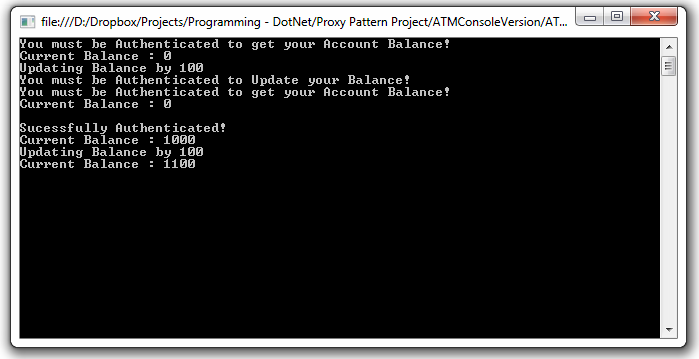 file:///D:/Dropbox/Projects/Programming - DotNet/Proxy Pattern Project/ATMConsoleVersion/AT...
You must be Authenticated to get your Account Balance!
Current Balance : 0
Updating Balance by 100
You must be Authenticated to Update your Balance!
You must be Authenticated to get your Account Balance!
Current Balance : 0
Sucessfully Authenticated!
Current Balance : 1000
Updating Balance by 100
Current Balance : 1100